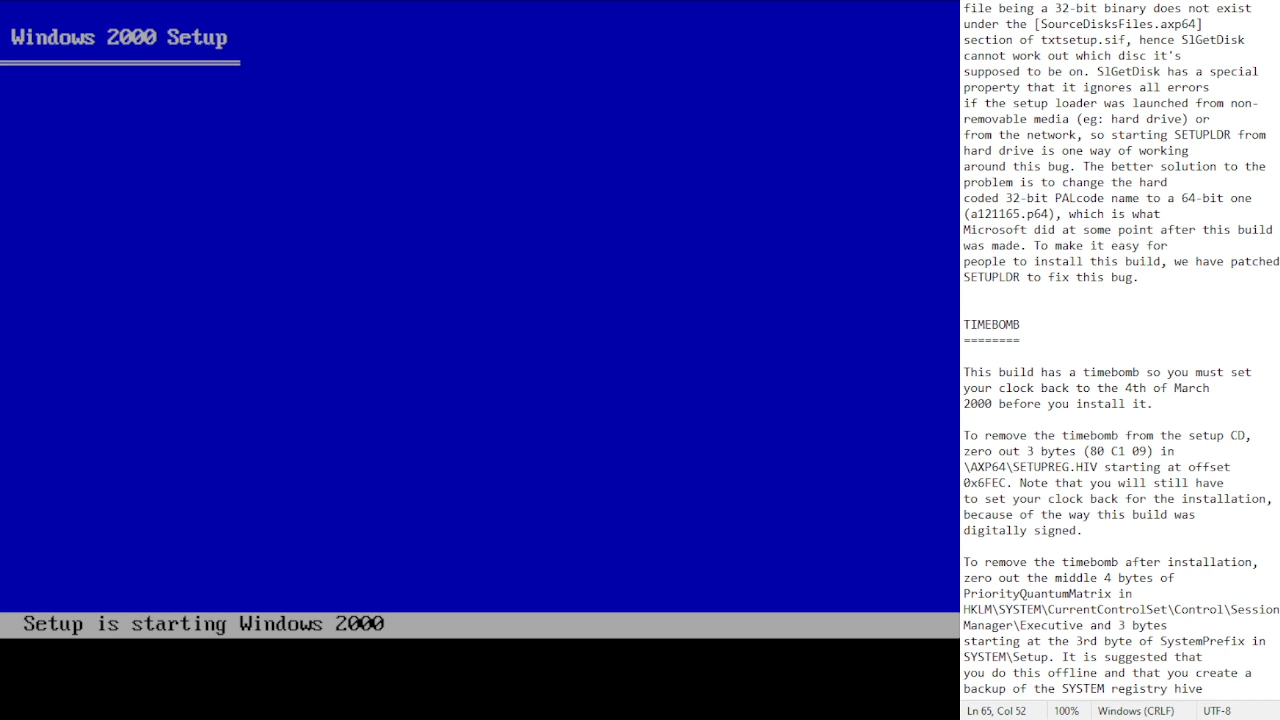 Windows 2000 Setup
Setup is starting Windows 2000
file being a 32-bit binary does not exist
under the [SourceDisksFiles.axp64]
section of txtsetup.sif, hence SlGetDisk
cannot work out which disc it's
supposed to be on. SlGetDisk has a special
property that it ignores all errors
if the setup loader was launched from non-
removable media (eg: hard drive) or
from the network, so starting SETUPLDR from
hard drive is one way of working
around this bug. The better solution to the
problem is to change the hard
coded 32-bit PALcode name to a 64-bit one
(a121165.p64), which is what
Microsoft did at some point after this build
was made. To make it easy for
people to install this build, we have patched
SETUPLDR to fix this bug.
TIMEBOMB
========
This build has a timebomb so you must set
your clock back to the 4th of March
2000 before you install it.
To remove the timebomb from the setup CD,
zero out 3 bytes (80 C1 09) in
\AXP64\SETUPREG.HIV starting at offset
0x6FEC. Note that you will still have
to set your clock back for the installation,
because of the way this build was
digitally signed.
To remove the timebomb after installation,
zero out the middle 4 bytes of
PriorityQuantumMatrix in
HKLM\SYSTEM\CurrentControlSet\Control\Session
Manager\Executive and 3 bytes
starting at the 3rd byte of SystemPrefix in
SYSTEM\Setup. It is suggested that
you do this offline and that you create a
backup of the SYSTEM registry hive
Ln 65, Col 52
100%
Windows (CRLF)
UTF-8